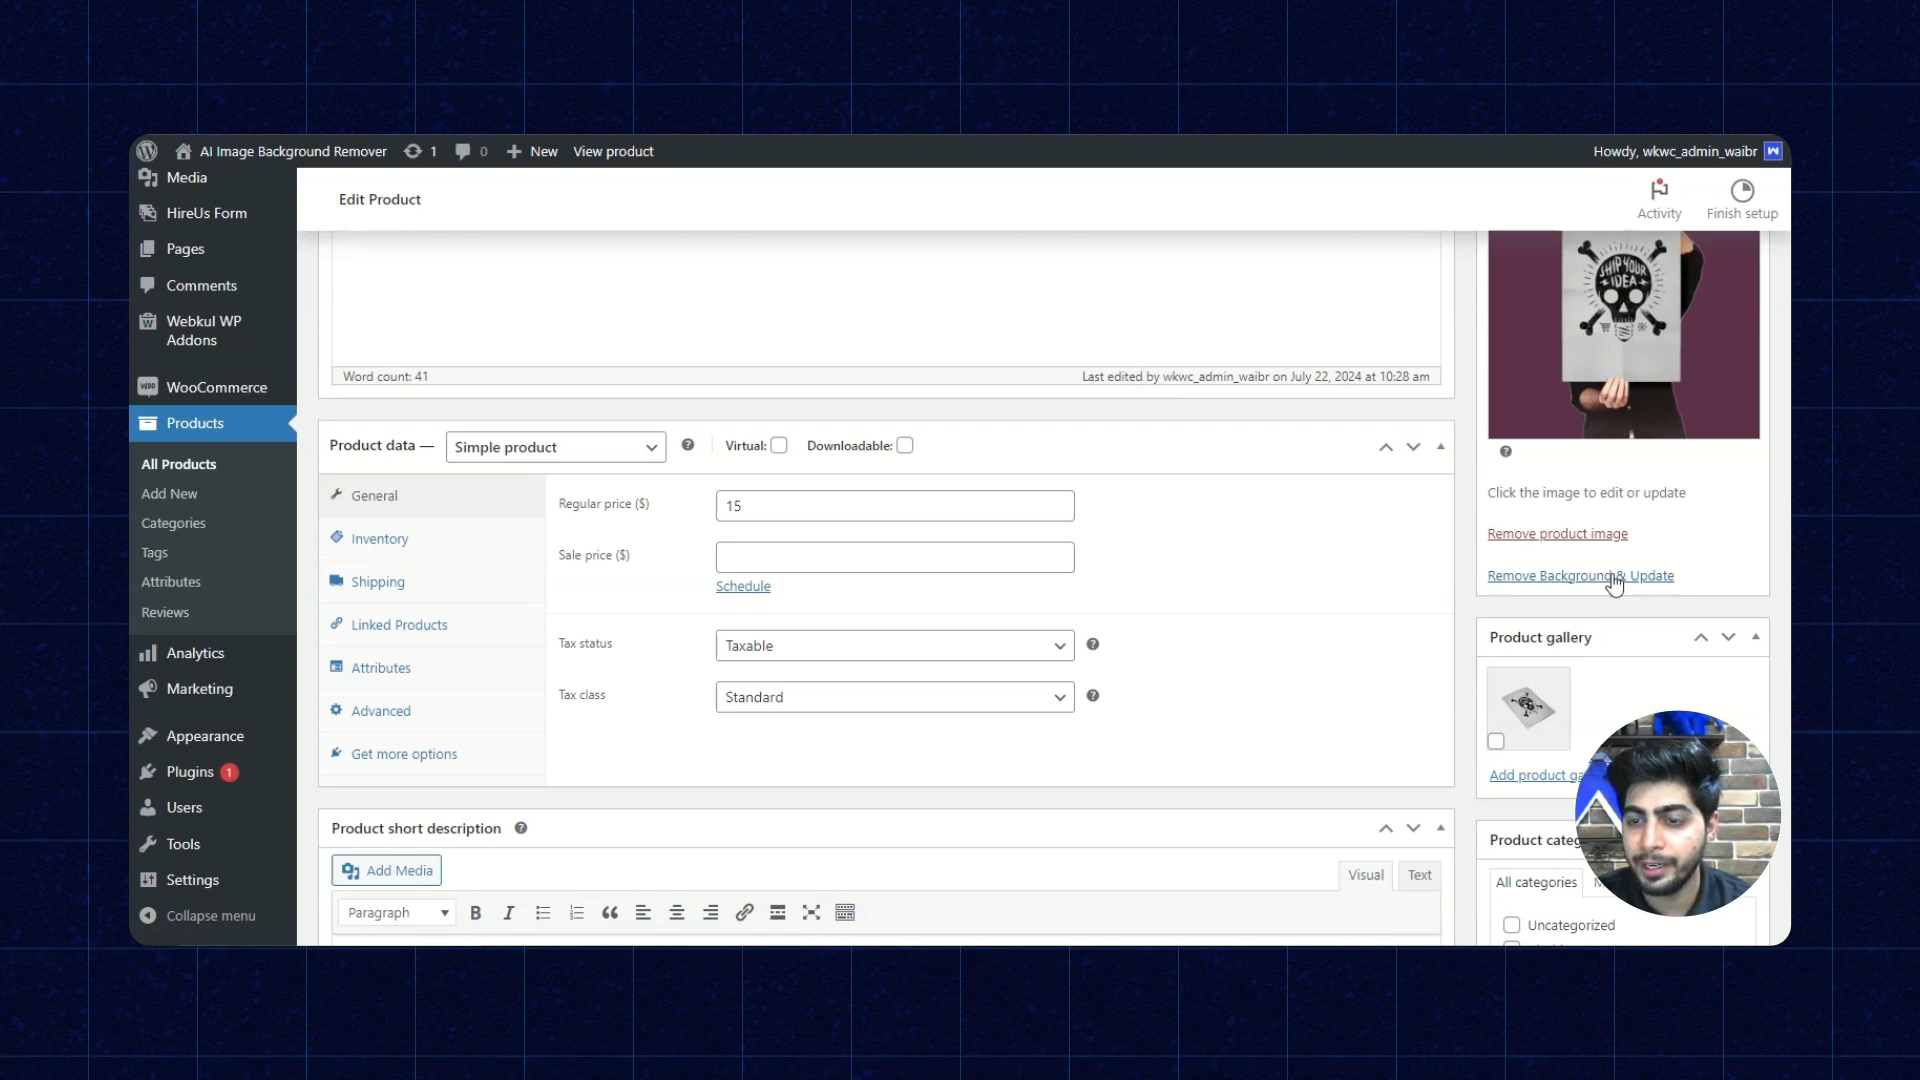 AI Image Background Remover 1 0 New View product Howdy, wkwc_admin_waibr
Media
HireUs Form
Pages
Comments
Webkul WP
Addons
WooCommerce
Products
All Products
Add New
Categories
Tags
Attributes
Reviews
Analytics
Marketing
Appearance
Plugins 1
Users
Tools
Settings
Collapse menu
Edit Product
Activity
Finish setup
Word count: 41
Last edited by wkwc_admin_waibr on July 22, 2024 at 10:28 am
Product data — Simple product Virtual: Downloadable:
General
Inventory
Shipping
Linked Products
Attributes
Advanced
Get more options
Regular price ($) 15
Sale price ($)
Schedule
Tax status Taxable
Tax class Standard
Product short description
Add Media
Visual Text
Paragraph
SHIP YOUR
IDEA
Click the image to edit or update
Remove product image
Remove Background & Update
Product gallery
Add product ga
Product categ
All categories M
Uncategorized